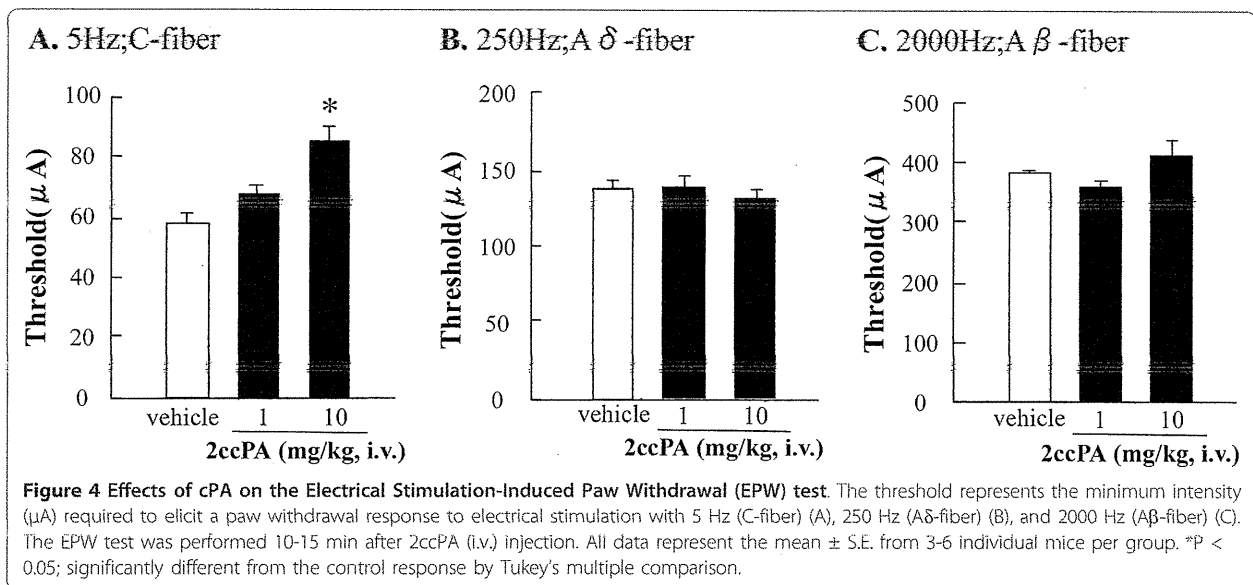 A. 5Hz;C-fiber
B. 250Hz;A δ -fiber
C. 2000Hz;A β -fiber
Threshold( μ A)
100
80
60
40
20
0
*
vehicle 1 10
2ccPA (mg/kg, i.v.)
Threshold( μ A)
200
150
100
50
0
vehicle 1 10
2ccPA (mg/kg, i.v.)
Threshold( μ A)
500
400
300
200
100
0
vehicle 1 10
2ccPA (mg/kg, i.v.)
Figure 4 Effects of cPA on the Electrical Stimulation-Induced Paw Withdrawal (EPW) test. The threshold represents the minimum intensity
(μA) required to elicit a paw withdrawal response to electrical stimulation with 5 Hz (C-fiber) (A), 250 Hz (Aδ-fiber) (B), and 2000 Hz (Aβ-fiber) (C).
The EPW test was performed 10-15 min after 2ccPA (i.v.) injection. All data represent the mean ± S.E. from 3-6 individual mice per group. *P <
0.05; significantly different from the control response by Tukey's multiple comparison.